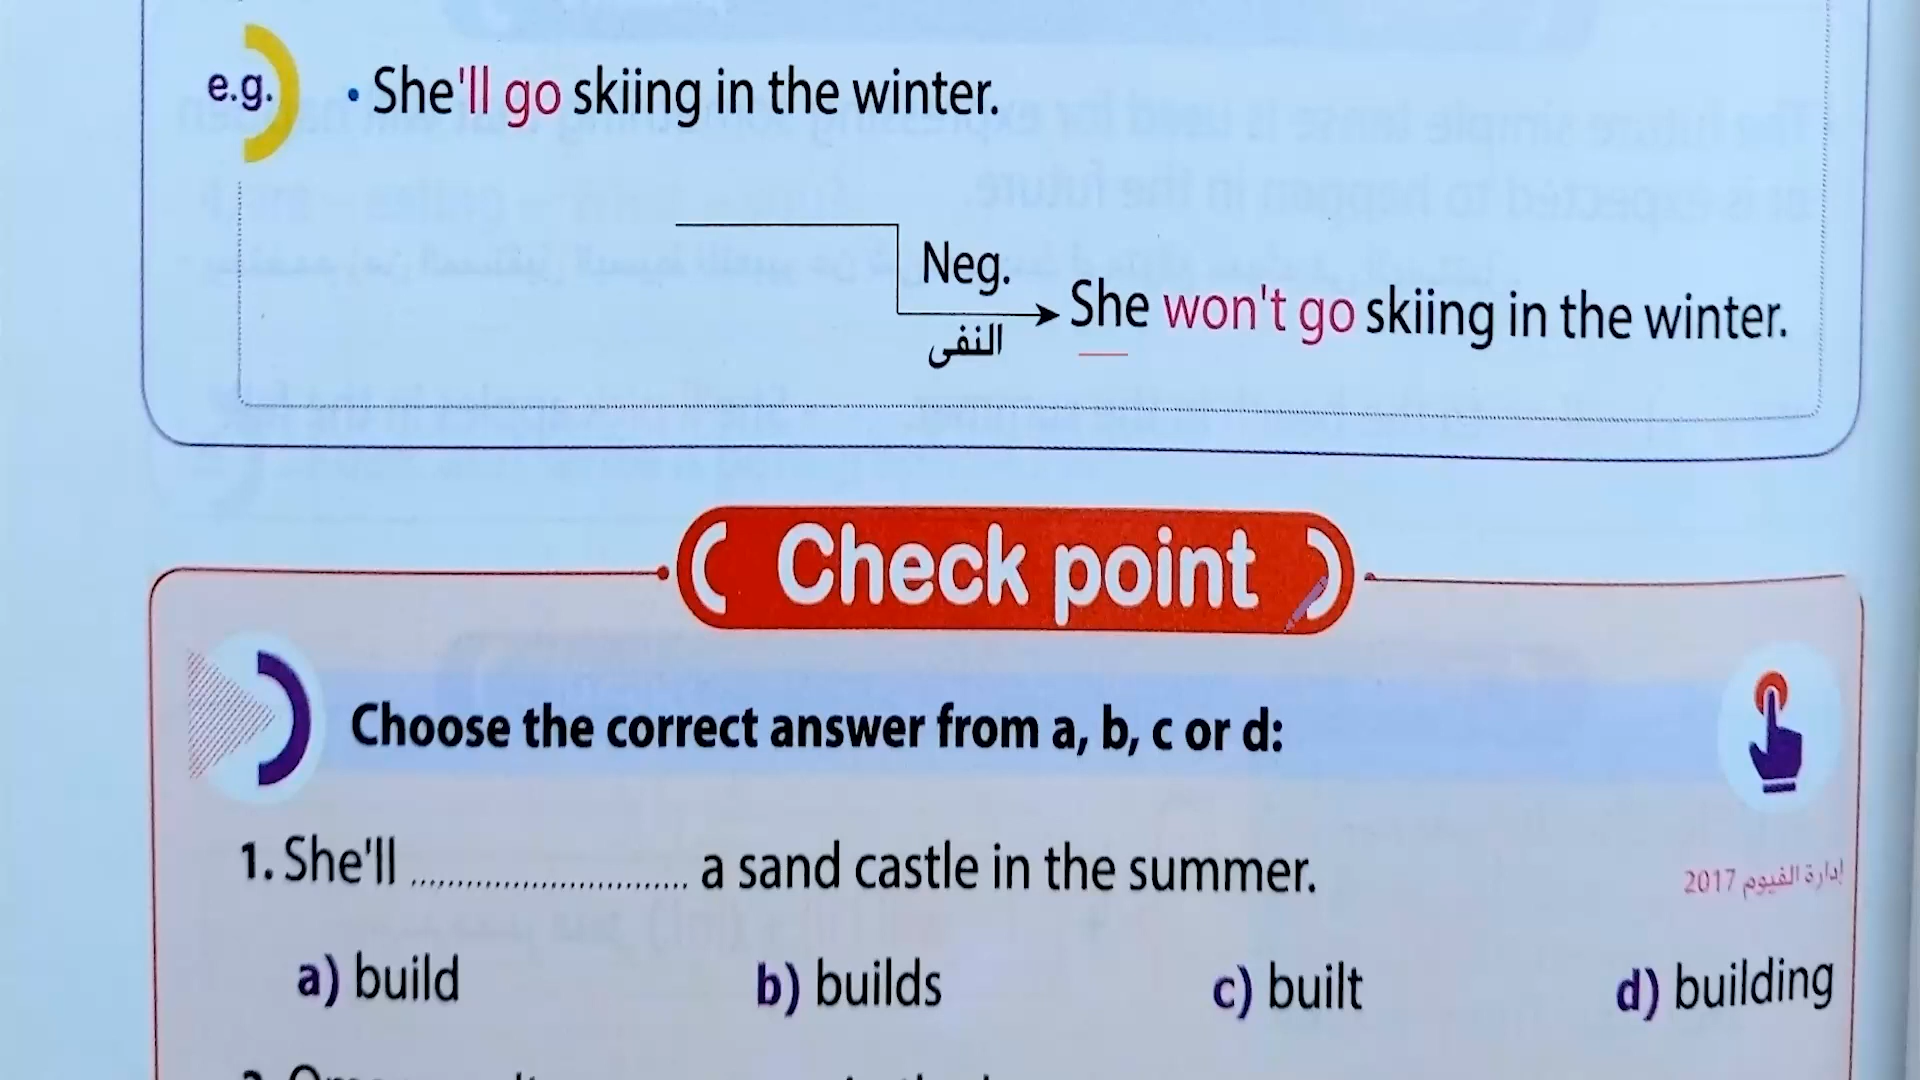 e.g. • She'll go skiing in the winter.
Neg.
النفى
She won't go skiing in the winter.
Check point
Choose the correct answer from a, b, c or d:
1. She'll .............................. a sand castle in the summer.
إدارة الفيوم 2017
a) build b) builds c) built d) building